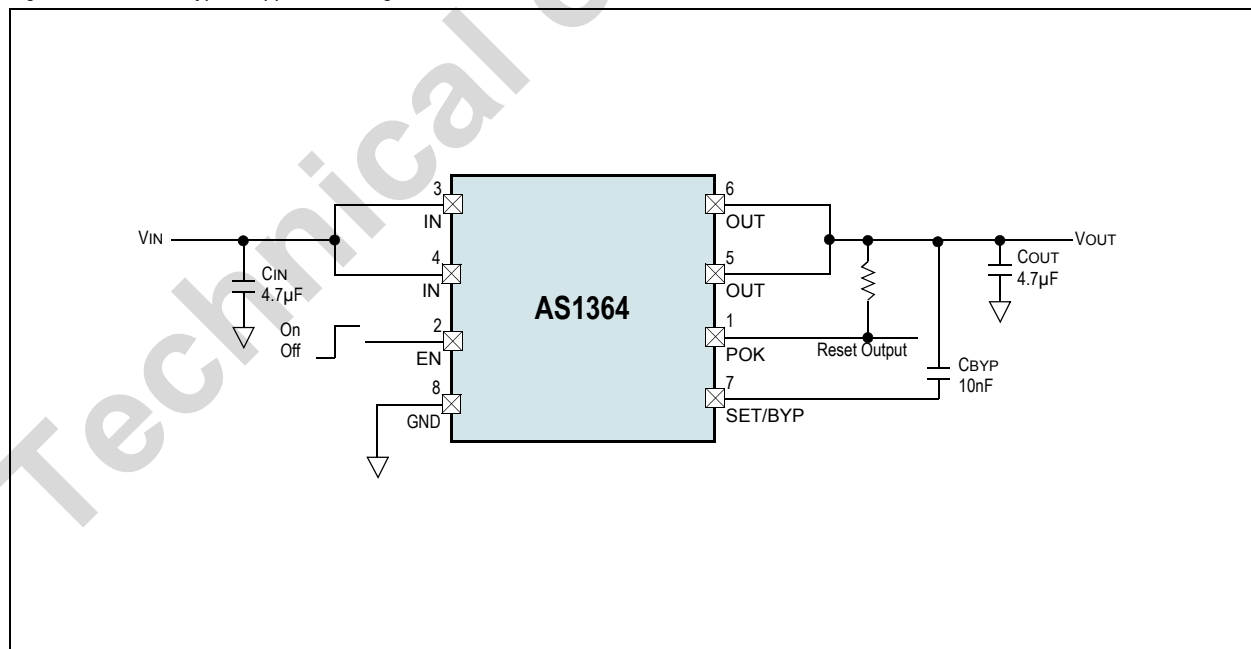 Technical
3
IN
4
IN
2
EN
8
GND
VIN
CIN
4.7µF
On
Off
AS1364
6
OUT
5
OUT
1
POK
7
SET/BYP
Reset Output
VOUT
COUT
4.7µF
CBYP
10nF